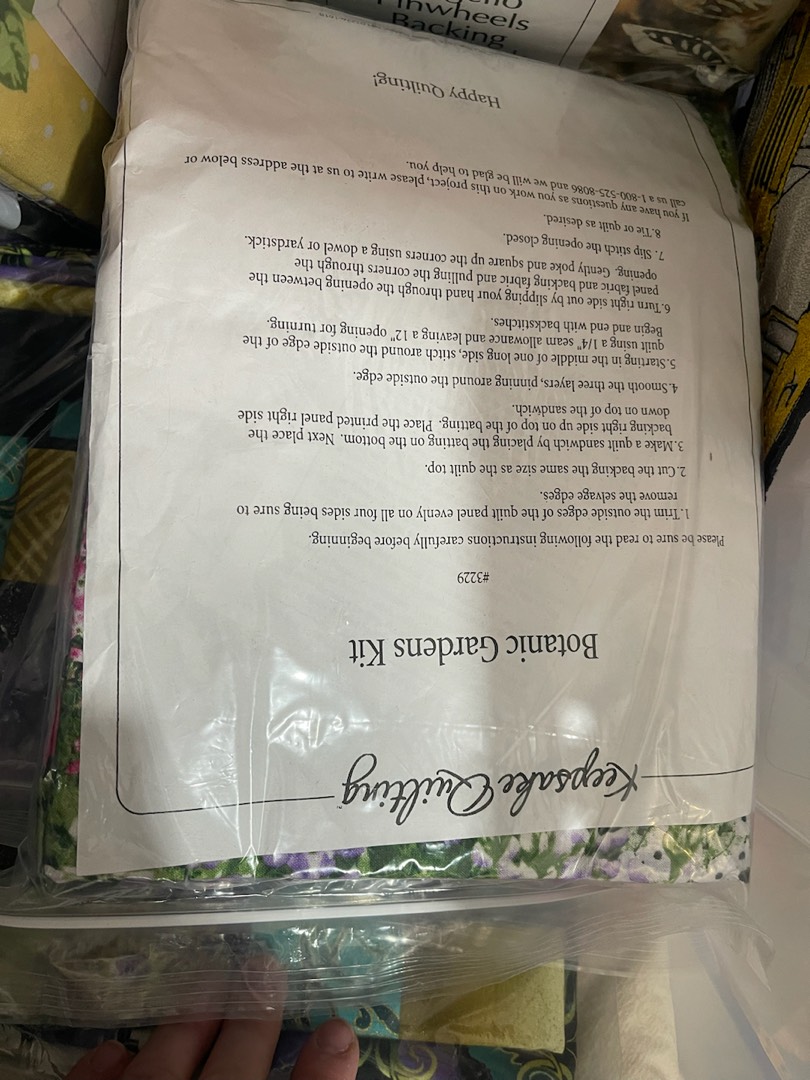 Keepsake Quilting
Botanic Gardens Kit
#3229
Please be sure to read the following instructions carefully before beginning.
1. Trim the outside edges of the quilt panel evenly on all four sides being sure to
remove the selvage edges.
2. Cut the backing the same size as the quilt top.
3. Make a quilt sandwich by placing the batting on the bottom. Next place the
backing right side up on top of the batting. Place the printed panel right side
down on top of the sandwich.
4. Smooth the three layers, pinning around the outside edge.
5. Starting in the middle of one long side, stitch around the outside edge of the
quilt using a 1/4" seam allowance and leaving a 12" opening for turning.
Begin and end with backstitches.
6. Turn right side out by slipping your hand through the opening between the
panel fabric and backing fabric and pulling the corners through the
opening. Gently poke and square up the corners using a dowel or yardstick.
7. Slip stitch the opening closed.
8. Tie or quilt as desired.
If you have any questions as you work on this project, please write to us at the address below or
call us a 1-800-525-8086 and we will be glad to help you.
Happy Quilting!
Pinwheels
Backing